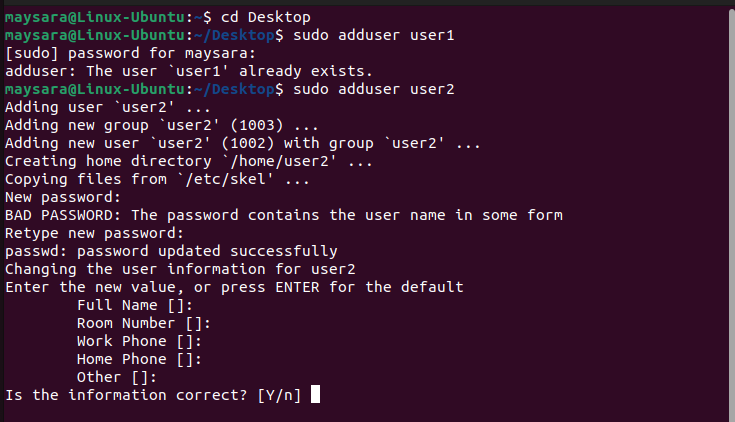 maysara@Linux-Ubuntu:~$ cd Desktop
maysara@Linux-Ubuntu:~/Desktop$ sudo adduser user1
[sudo] password for maysara:
adduser: The user `user1' already exists.
maysara@Linux-Ubuntu:~/Desktop$ sudo adduser user2
Adding user `user2' ...
Adding new group `user2' (1003) ...
Adding new user `user2' (1002) with group `user2' ...
Creating home directory `/home/user2' ...
Copying files from `/etc/skel' ...
New password:
BAD PASSWORD: The password contains the user name in some form
Retype new password:
passwd: password updated successfully
Changing the user information for user2
Enter the new value, or press ENTER for the default
        Full Name []:
        Room Number []:
        Work Phone []:
        Home Phone []:
        Other []:
Is the information correct? [Y/n]